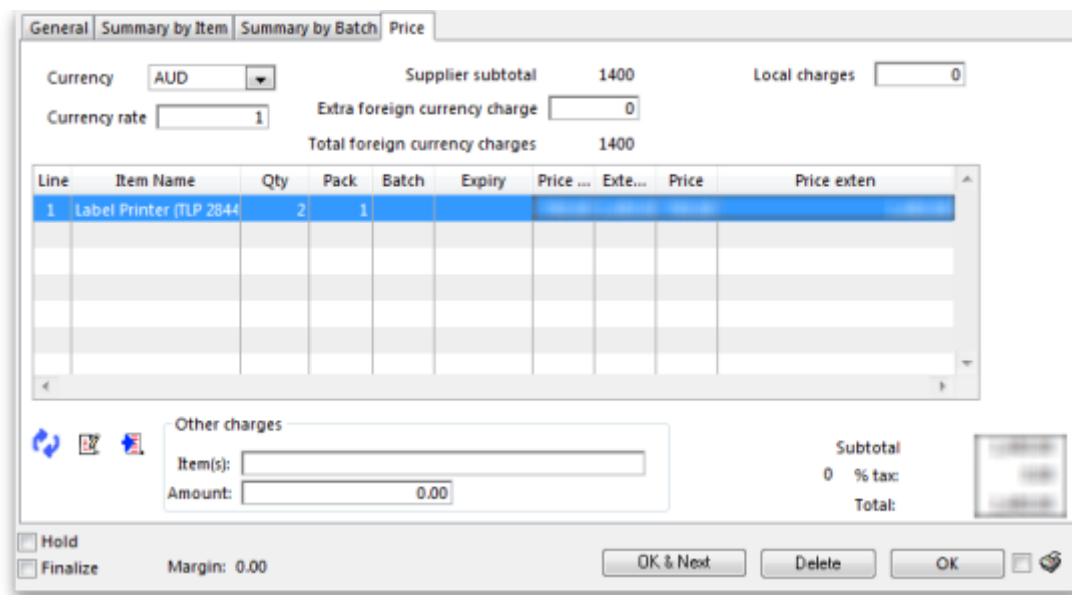 General Summary by Item Summary by Batch Price
Currency AUD Supplier subtotal 1400 Local charges 0
Currency rate 1 Extra foreign currency charge 0
Total foreign currency charges 1400
Line Item Name Qty Pack Batch Expiry Price ... Exte... Price Price exten
1 Label Printer (TLP 2844 2 1
Other charges
Item(s):
Amount: 0.00
Subtotal
0 % tax:
Total:
Hold
Finalize Margin: 0.00 OK & Next Delete OK